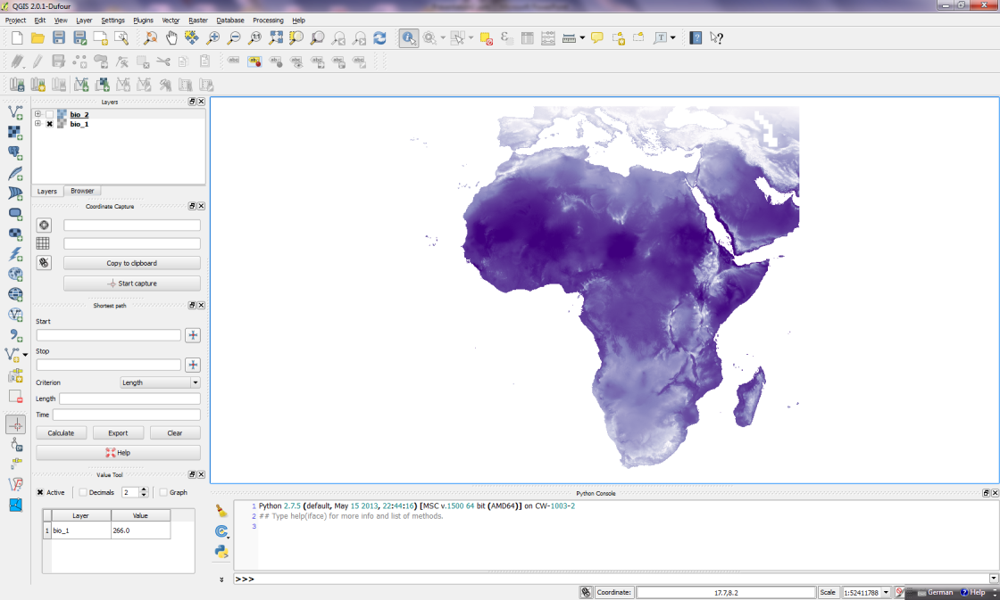 QGIS 2.0.1-Dufour
Project Edit View Layer Settings Plugins Vector Raster Database Processing Help
Layers
bio_2
bio_1
Layers Browser
Coordinate Capture
Copy to clipboard
Start capture
Shortest path
Start
Stop
Criterion Length
Length
Time
Calculate Export Clear
Help
Value Tool
Active Decimals 2 Graph
Layer Value
1 bio_1 266.0
Python Console
1 Python 2.7.5 (default, May 15 2013, 22:44:16) [MSC v.1500 64 bit (AMD64)] on CW-1003-2
2 ## Type help(iface) for more info and list of methods.
3
>>>
Coordinate: 17.7,8.2 Scale 1:52411788 German Help